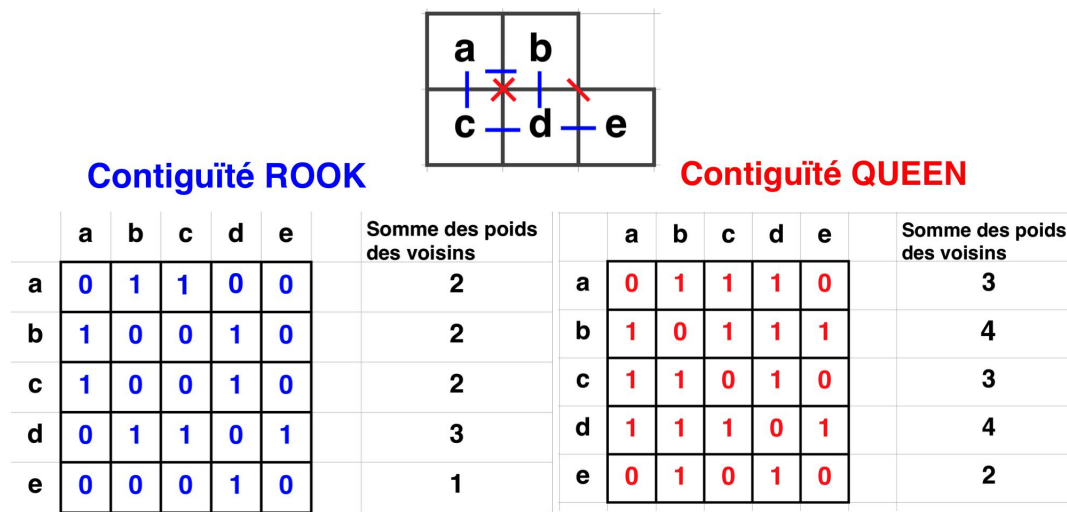 a b
c d e
Contiguïté ROOK
a b c d e Somme des poids
des voisins
a 0 1 1 0 0 2
b 1 0 0 1 0 2
c 1 0 0 1 0 2
d 0 1 1 0 1 3
e 0 0 0 1 0 1
Contiguïté QUEEN
a b c d e Somme des poids
des voisins
a 0 1 1 1 0 3
b 1 0 1 1 1 4
c 1 1 0 1 0 3
d 1 1 1 0 1 4
e 0 1 0 1 0 2